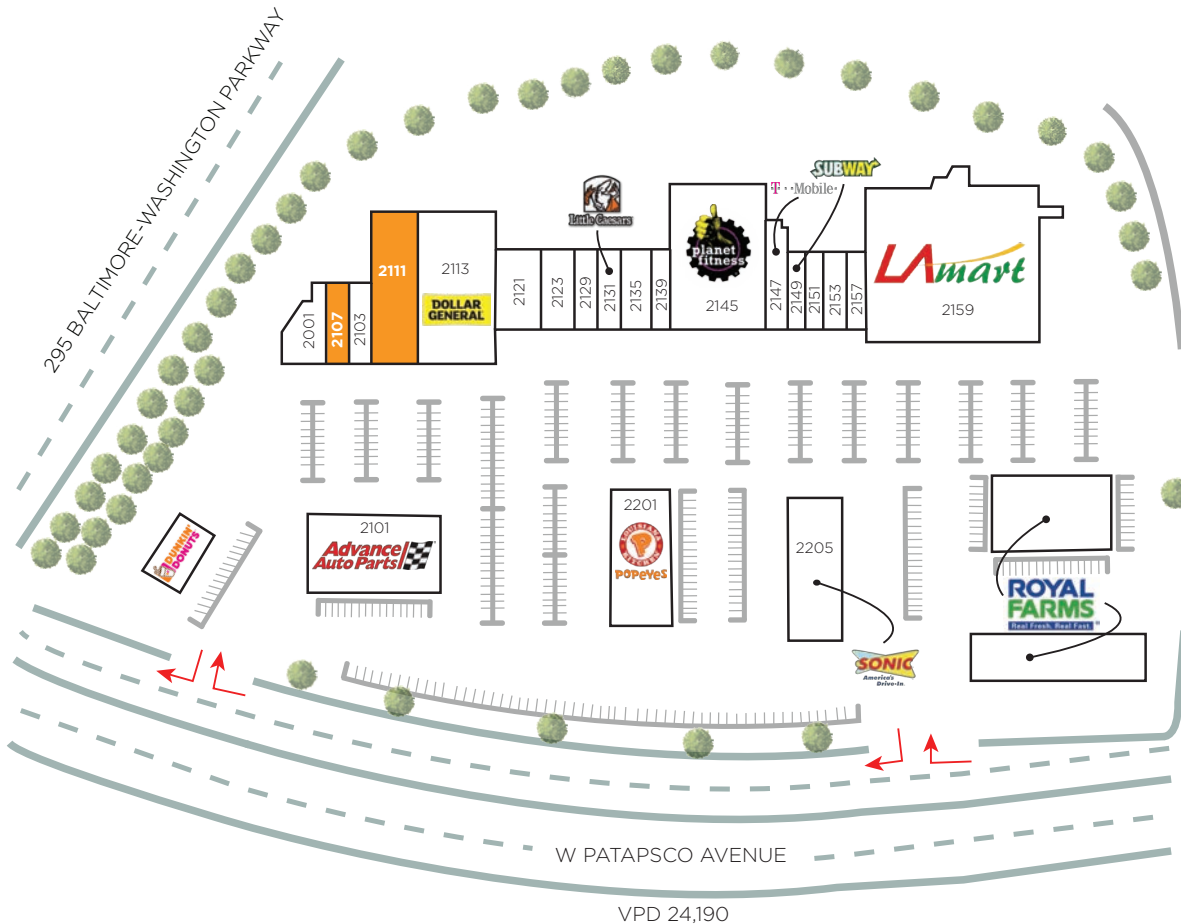 295 BALTIMORE-WASHINGTON PARKWAY
SUBWAY
T··Mobile·
Little Caesars
planet
fitness
LA mart
2001
2107
2103
2111
2113
DOLLAR
GENERAL
2121
2123
2129
2131
2135
2139
2145
2147
2149
2151
2153
2157
2159
DUNKIN'
DONUTS
2101
Advance
Auto Parts
2201
LOUISIANA
KITCHEN
POPEYES
2205
SONIC
America's
Drive-In.
ROYAL
FARMS
Real Fresh. Real Fast.
W PATAPSCO AVENUE
VPD 24,190